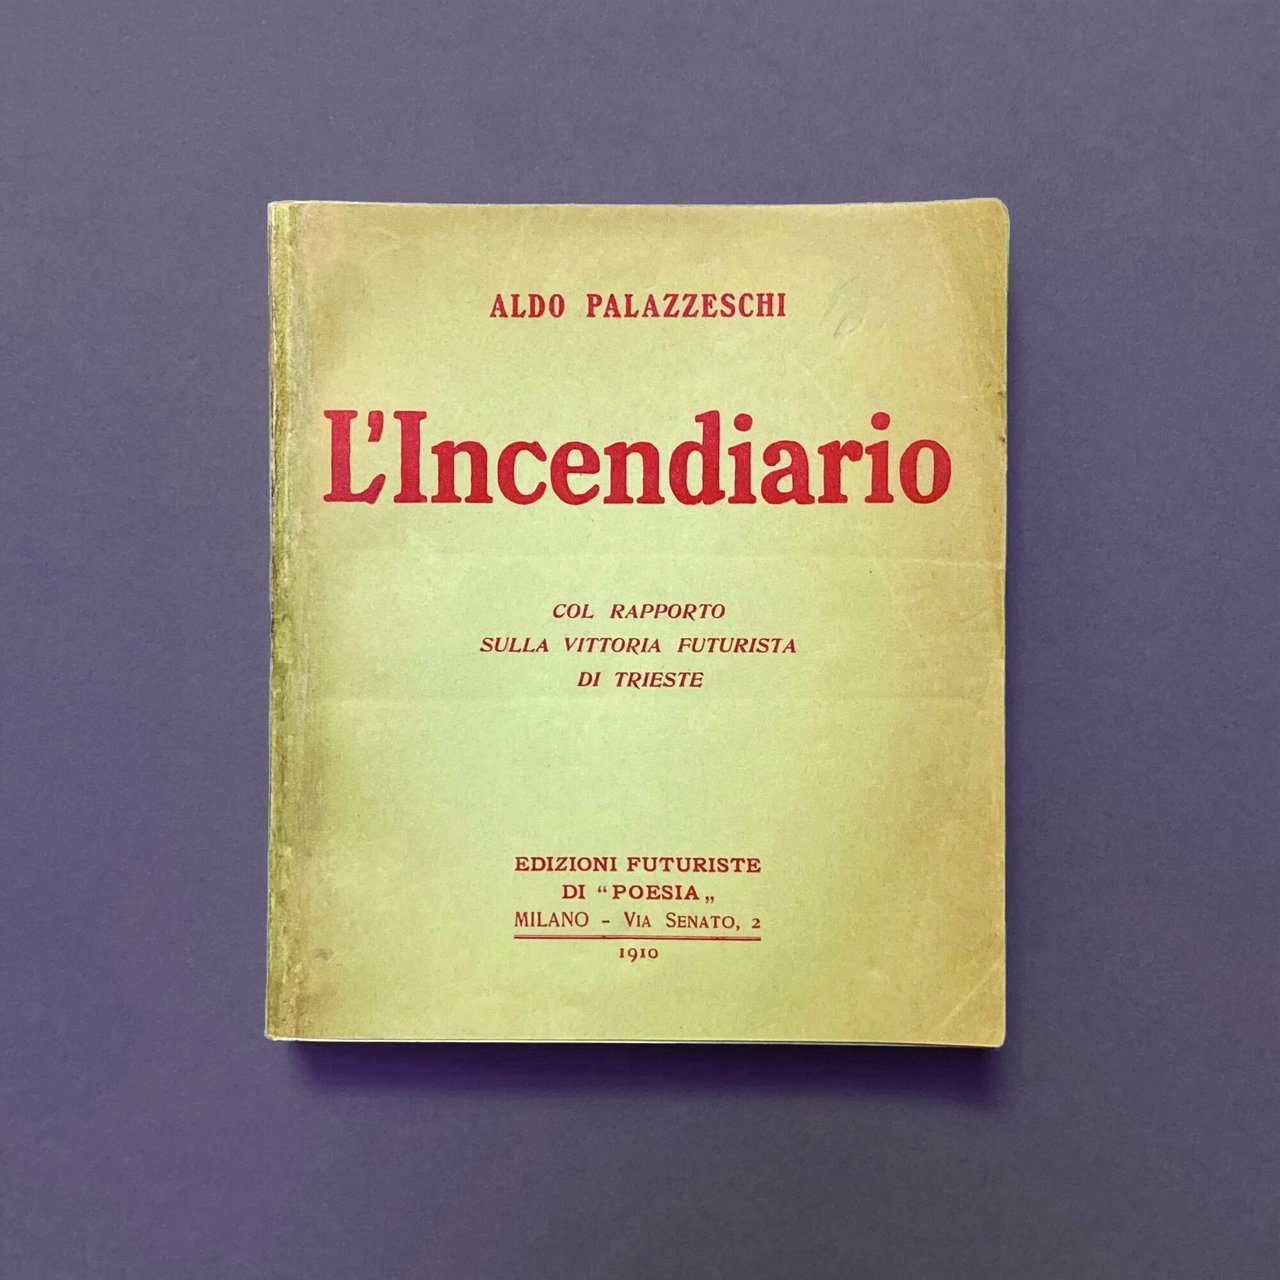 ALDO PALAZZESCHI
L'Incendiario
COL RAPPORTO
SULLA VITTORIA FUTURISTA
DI TRIESTE
EDIZIONI FUTURISTE
DI “POESIA„
MILANO - VIA SENATO, 2
1910